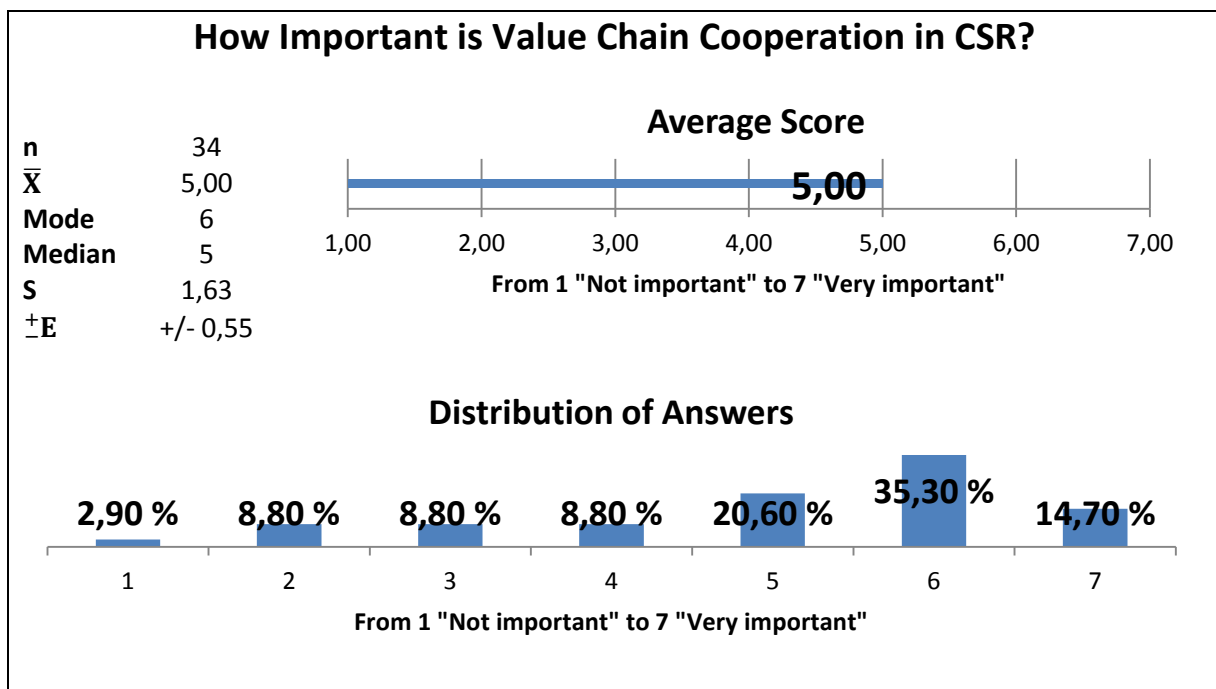 How Important is Value Chain Cooperation in CSR?
n 34
X̅ 5,00
Mode 6
Median 5
S 1,63
±E +/- 0,55
Average Score
5,00
1,00 2,00 3,00 4,00 5,00 6,00 7,00
From 1 "Not important" to 7 "Very important"
Distribution of Answers
2,90 % 8,80 % 8,80 % 8,80 % 20,60 % 35,30 % 14,70 %
1 2 3 4 5 6 7
From 1 "Not important" to 7 "Very important"